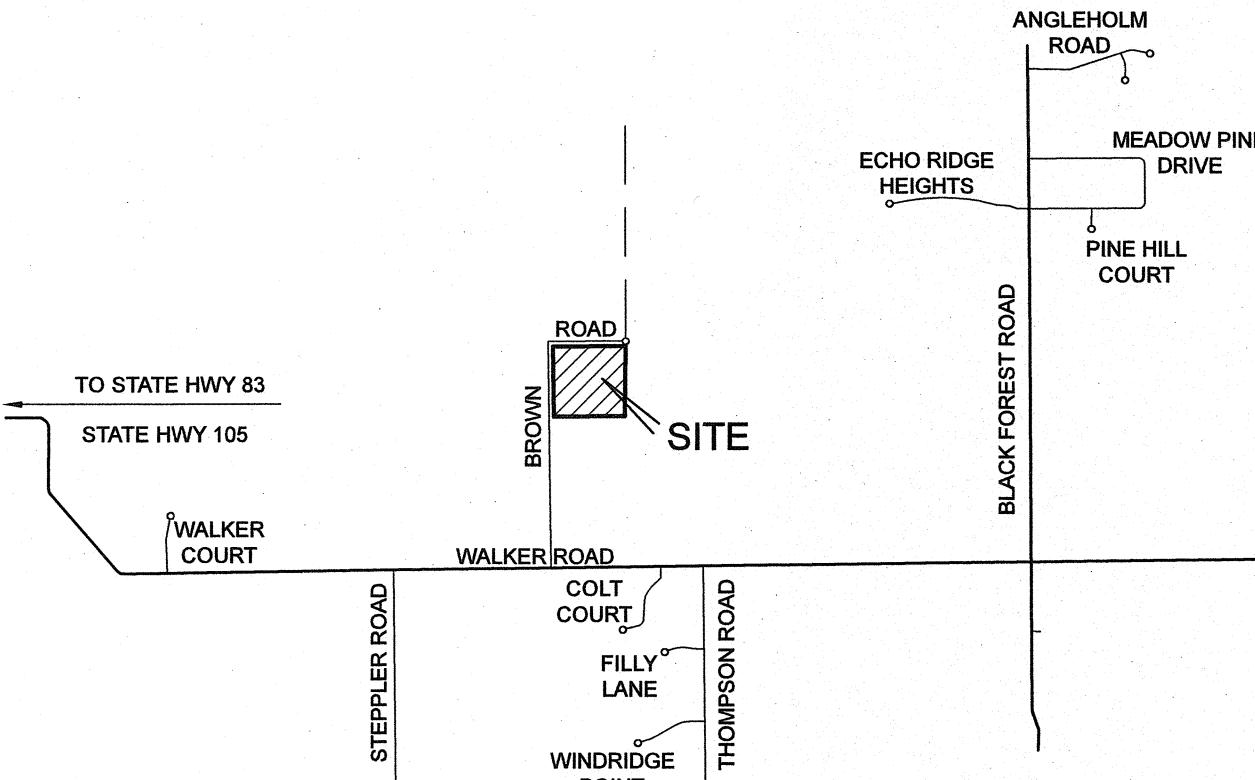 ANGLEHOLM
ROAD
MEADOW PIN
DRIVE
ECHO RIDGE
HEIGHTS
PINE HILL
COURT
BLACK FOREST ROAD
ROAD
BROWN
TO STATE HWY 83
STATE HWY 105
SITE
WALKER
COURT
WALKER ROAD
COLT
COURT
STEPPLER ROAD
THOMPSON ROAD
FILLY
LANE
WINDRIDGE